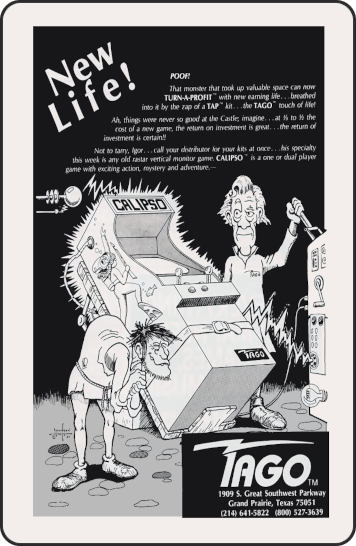 New
Life!
POOF!
That monster that took up valuable space can now
TURN-A-PROFIT™ with new earning life...breathed
into it by the zap of a TAP™ kit...the TAGO™ touch of life!
Ah, things were never so good at the Castle; imagine...at ⅓ to ½ the
cost of a new game, the return on investment is great...the return of
investment is certain!!
Not to tarry, Igor...call your distributor for your kits at once...his specialty
this week is any old rastar vertical monitor game. CALIPSO™ is a one or dual player
game with exciting action, mystery and adventure.—
CALIPSO
TAGO
TAGO
TAGO TM
1909 S. Great Southwest Parkway
Grand Prairie, Texas 75051
(214) 641-5822 (800) 527-3639